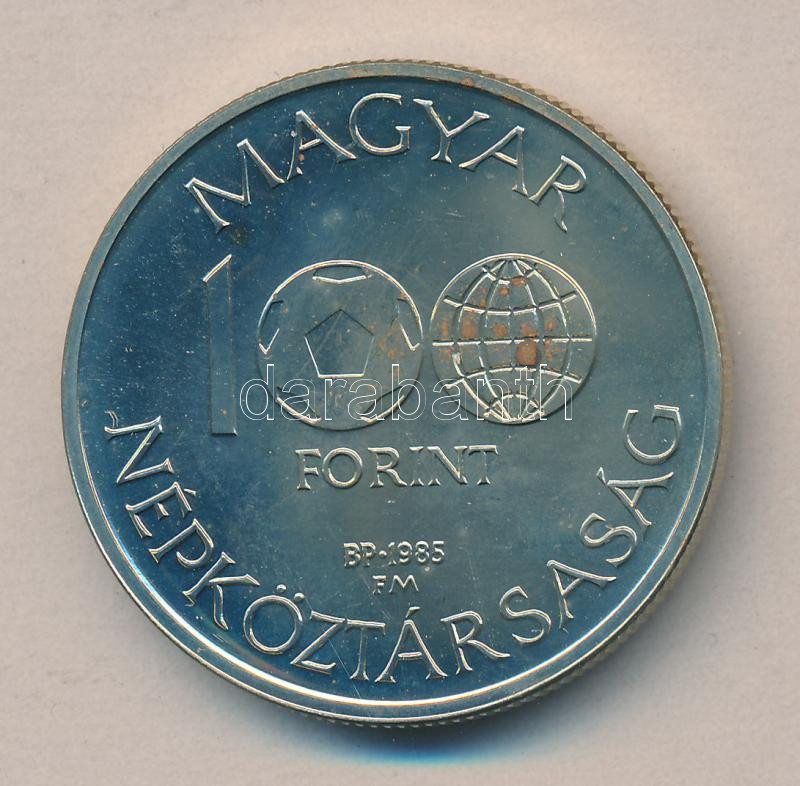 MAGYAR
100
FORINT
BP·1985
FM
NÉPKÖZTÁRSASÁG
darabanth